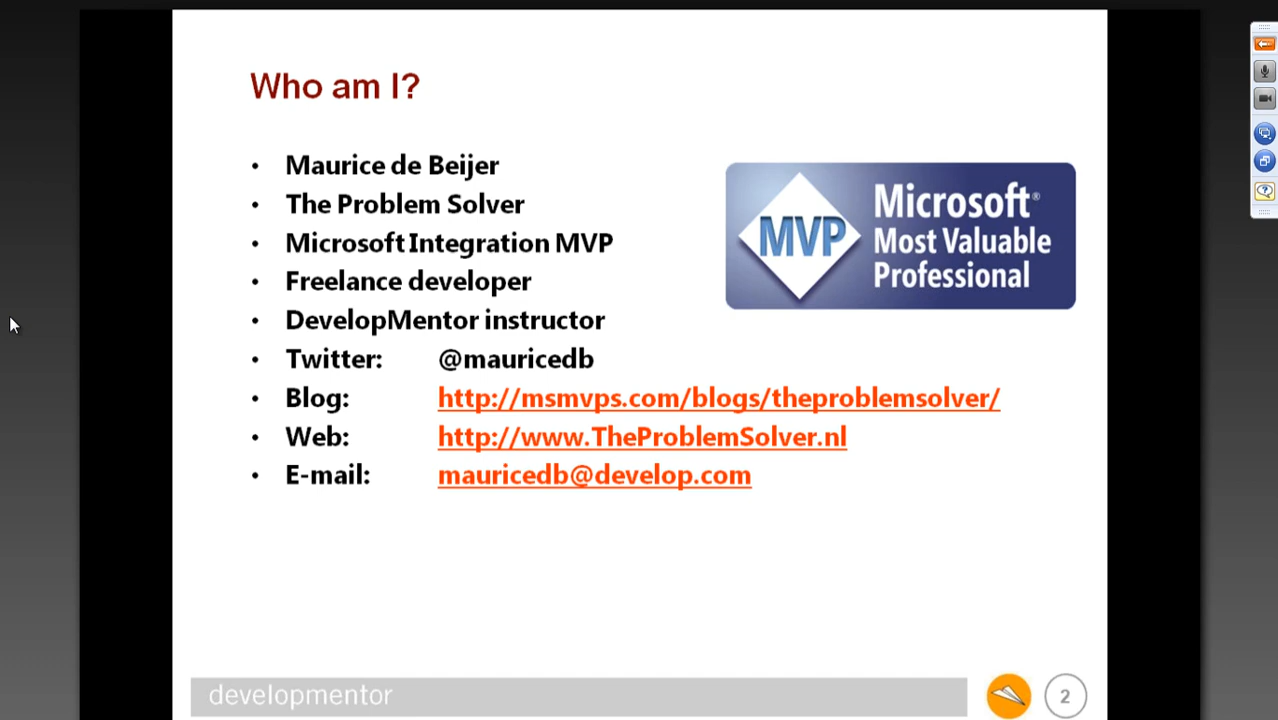 Who am I?
• Maurice de Beijer
• The Problem Solver
• Microsoft Integration MVP
• Freelance developer
• DevelopMentor instructor
• Twitter: @mauricedb
• Blog: http://msmvps.com/blogs/theproblemsolver/
• Web: http://www.TheProblemSolver.nl
• E-mail: mauricedb@develop.com
MVP
Microsoft®
Most Valuable
Professional
developmentor
2